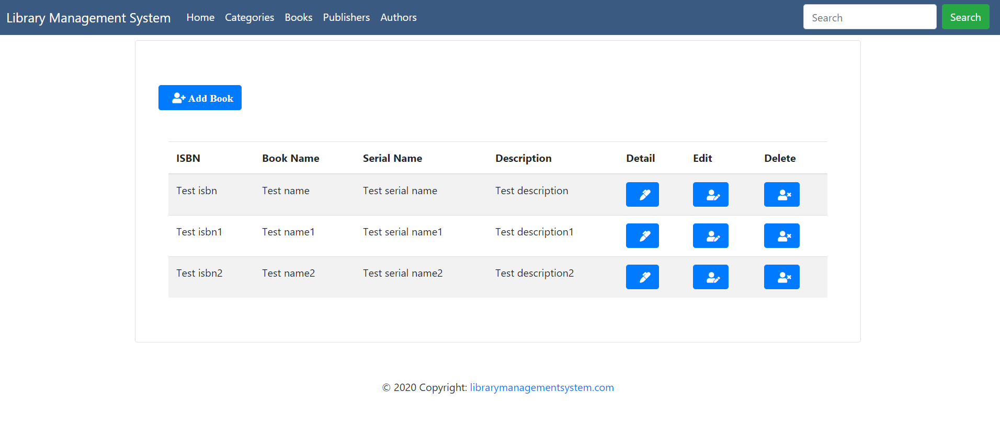 Library Management System Home Categories Books Publishers Authors Search Search
Add Book
ISBN Book Name Serial Name Description Detail Edit Delete
Test isbn Test name Test serial name Test description
Test isbn1 Test name1 Test serial name1 Test description1
Test isbn2 Test name2 Test serial name2 Test description2
© 2020 Copyright: librarymanagementsystem.com